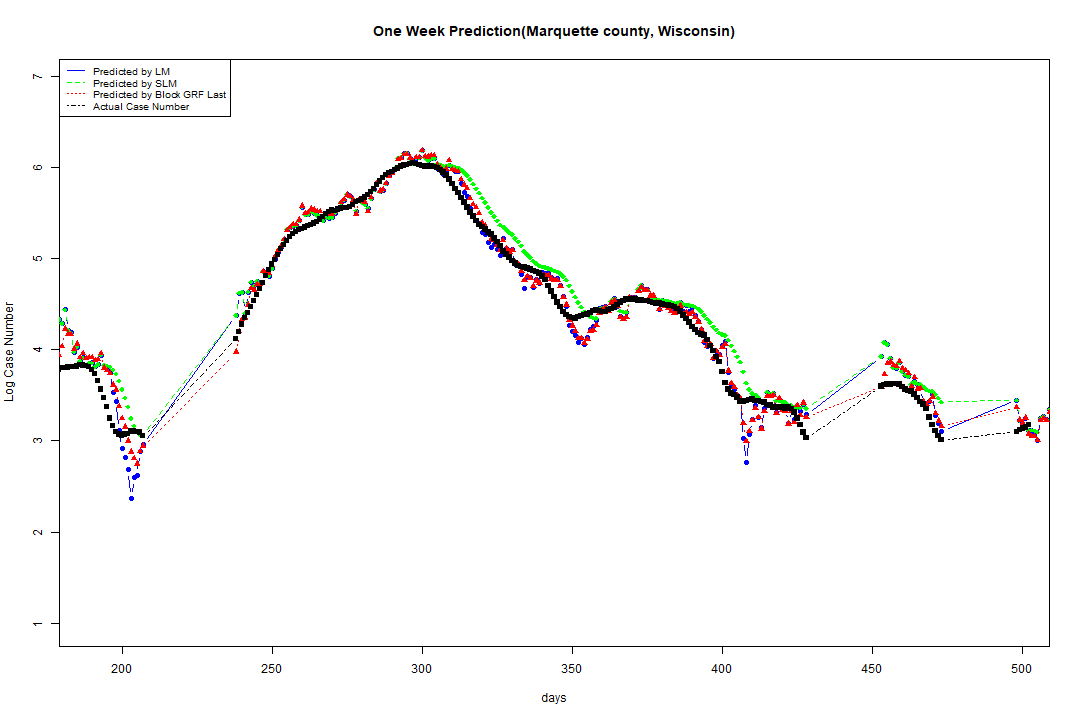 One Week Prediction(Marquette county, Wisconsin)
Predicted by LM
Predicted by SLM
Predicted by Block GRF Last
Actual Case Number
7
6
5
4
3
2
1
Log Case Number
200 250 300 350 400 450 500
days